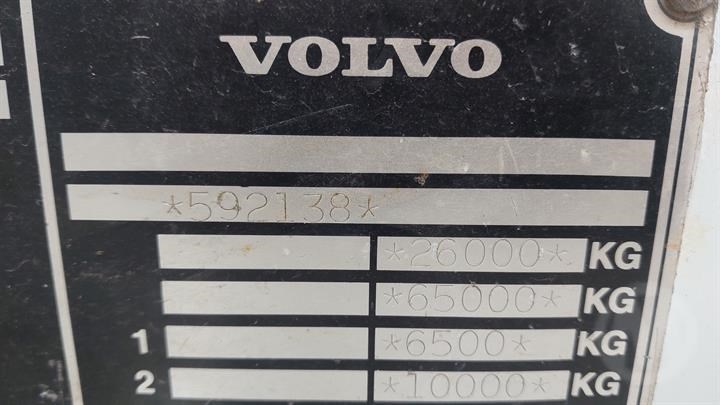 VOLVO
*592138*
*26000* KG
*65000* KG
1 *6500* KG
2 *10000* KG